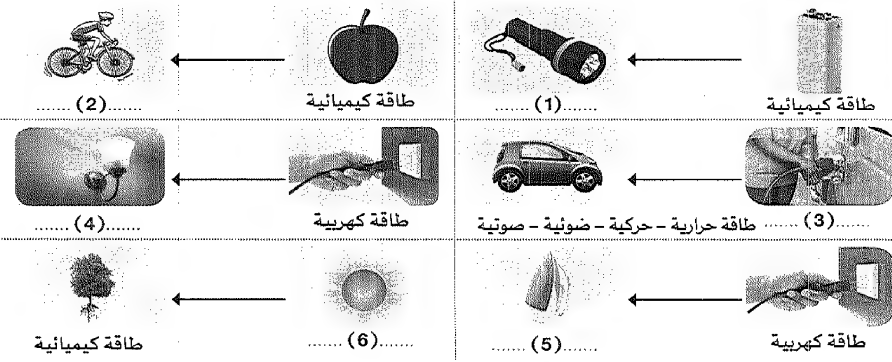 طاقة كيميائية
.......(1).......
طاقة كيميائية
.......(2).......
.......(3).......
طاقة حرارية – حركية – ضوئية – صوتية
طاقة كهربية
.......(4).......
طاقة كهربية
.......(5).......
.......(6).......
طاقة كيميائية